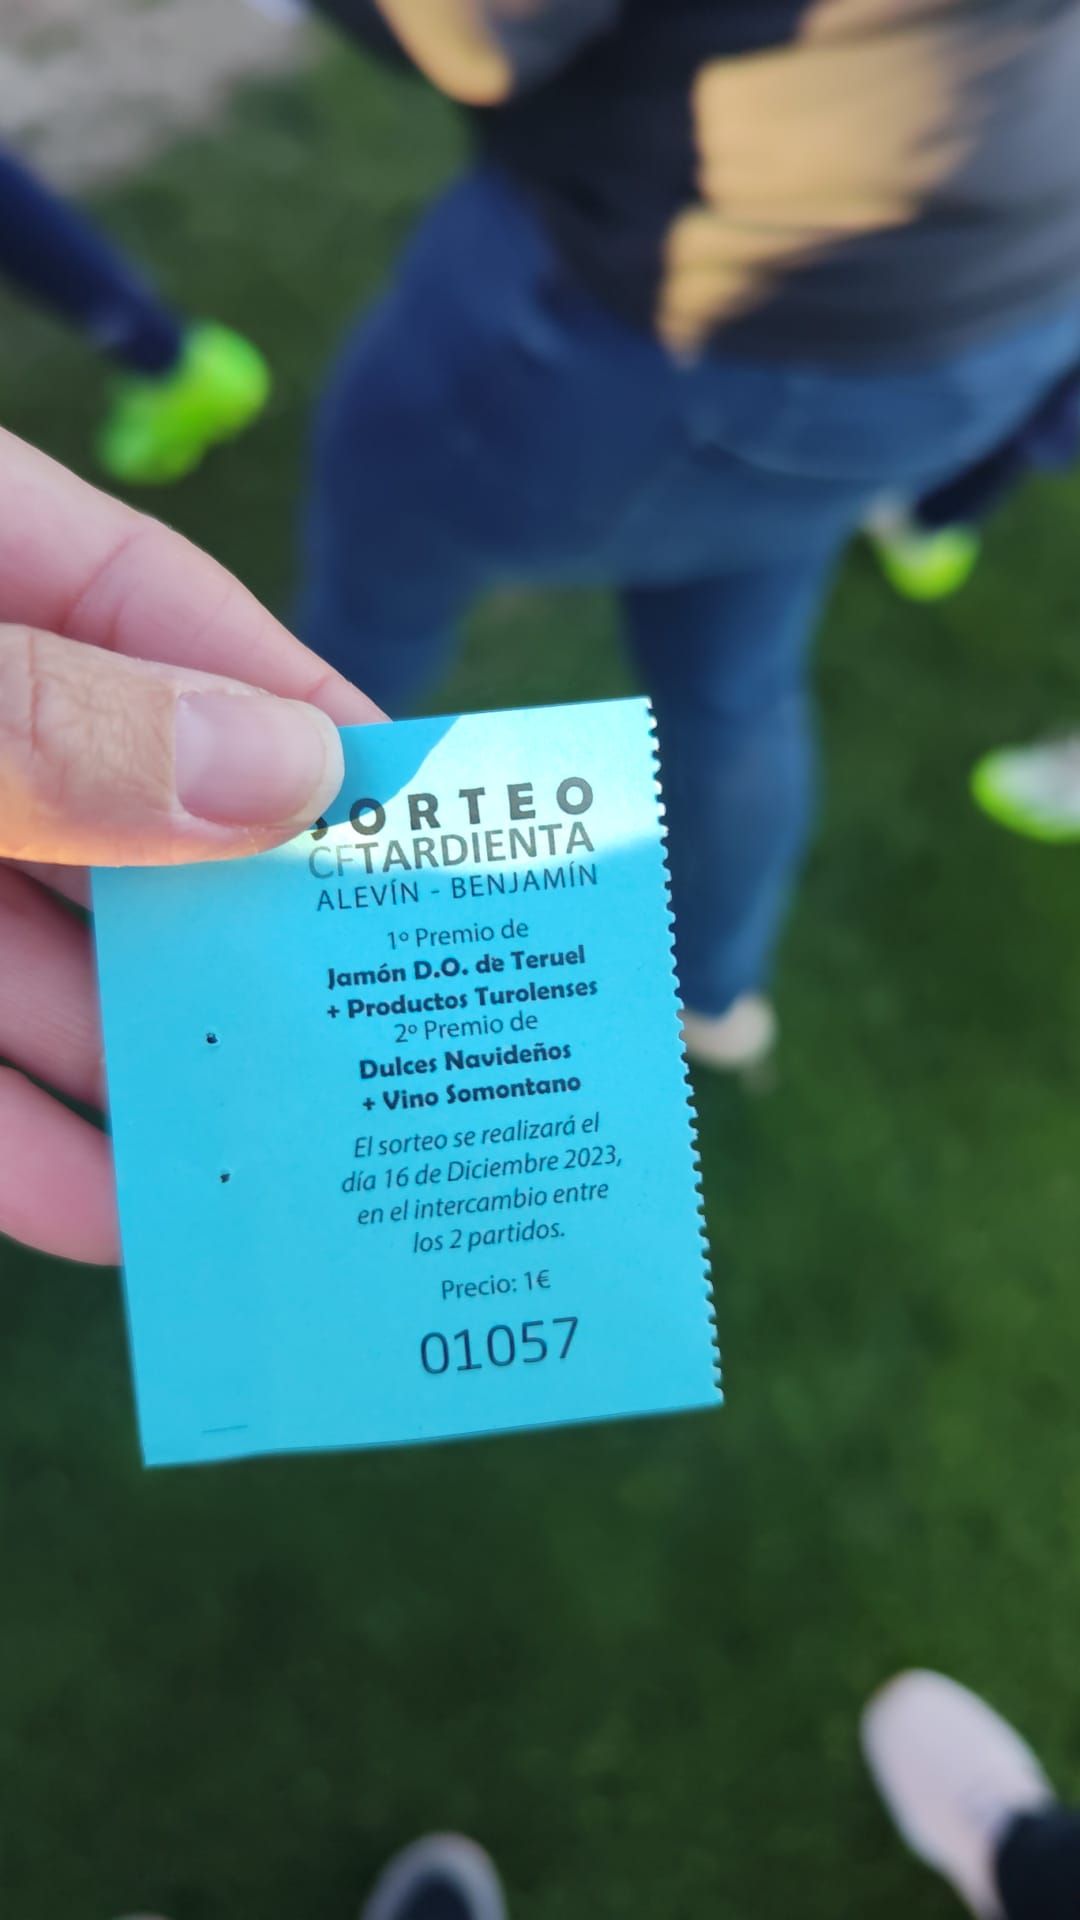 SORTEO
CFTARDIENTA
ALEVÍN - BENJAMÍN
1º Premio de
Jamón D.O. de Teruel
+ Productos Turolenses
2º Premio de
Dulces Navideños
+ Vino Somontano
El sorteo se realizará el
día 16 de Diciembre 2023,
en el intercambio entre
los 2 partidos.
Precio: 1€
01057